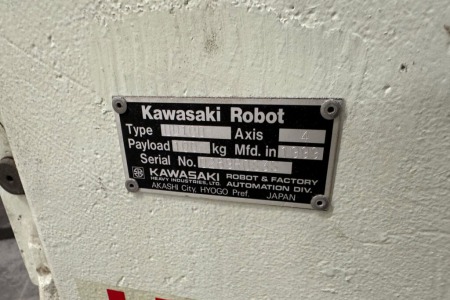 Kawasaki Robot
Type Axis
Payload kg Mfd. in
Serial No.
KAWASAKI ROBOT & FACTORY
HEAVY INDUSTRIES, LTD. AUTOMATION DIV.
AKASHI City, HYOGO Pref. JAPAN